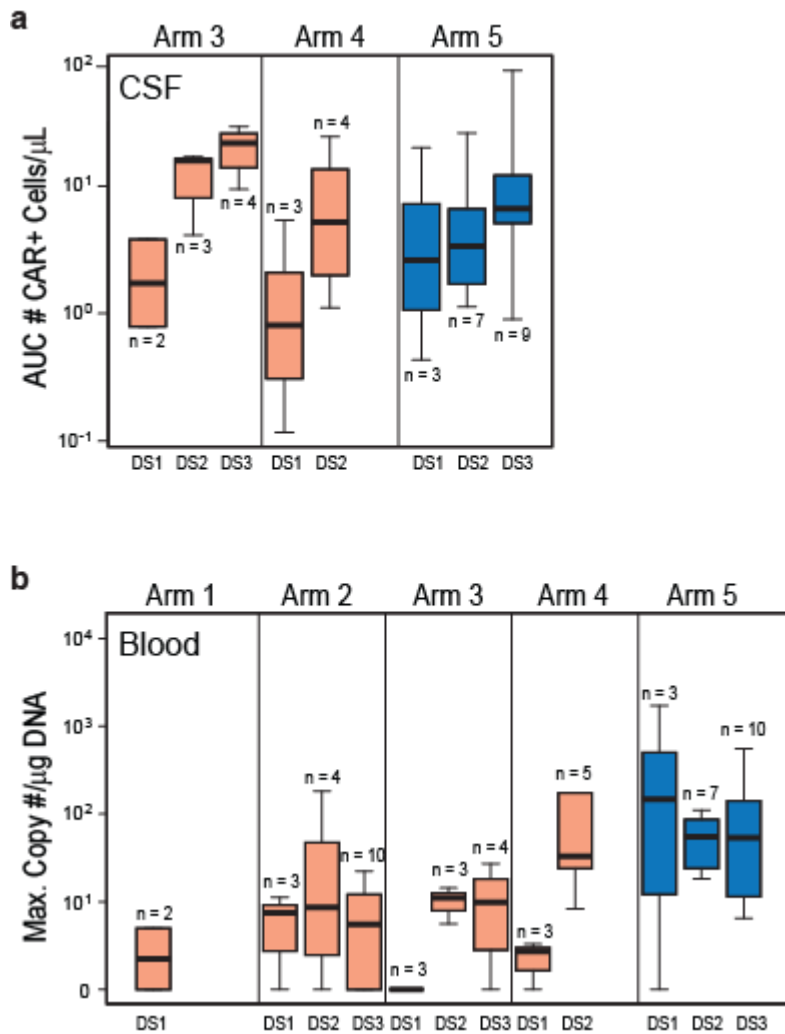 a
Arm 3 Arm 4 Arm 5
CSF
AUC # CAR+ Cells/μL
10²
10¹
10⁰
10⁻¹
n = 2
n = 3
n = 4
n = 3
n = 4
n = 3
n = 7
n = 9
DS1 DS2 DS3 DS1 DS2 DS1 DS2 DS3
b
Arm 1 Arm 2 Arm 3 Arm 4 Arm 5
Blood
Max. Copy #/μg DNA
10⁴
10³
10²
10¹
0
n = 2
n = 3
n = 4
n = 10
n = 3
n = 3
n = 4
n = 3
n = 5
n = 3
n = 7
n = 10
DS1 DS1 DS2 DS3 DS1 DS2 DS3 DS1 DS2 DS1 DS2 DS3